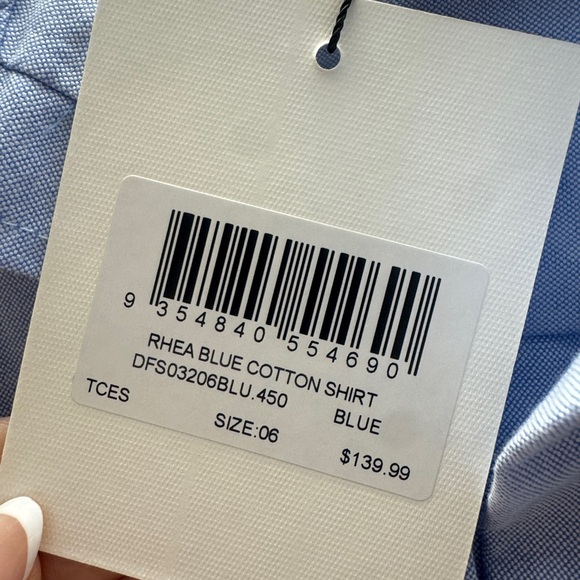 9 354840 554690
RHEA BLUE COTTON SHIRT
DFS03206BLU.450 BLUE
TCES SIZE:06 $139.99